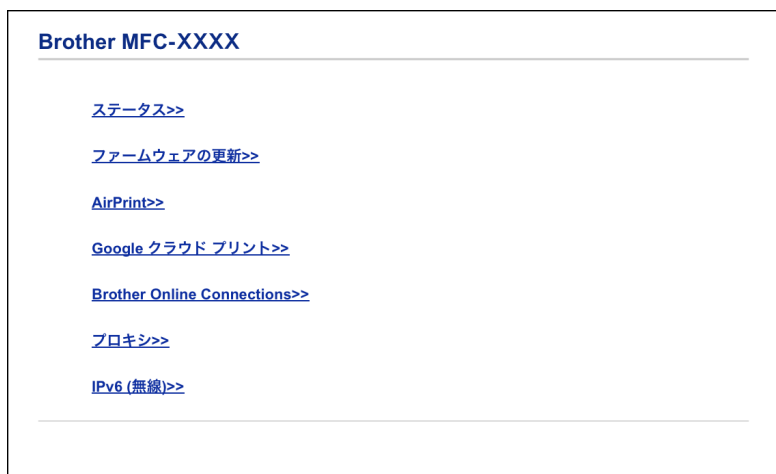 Brother MFC-XXXX
ステータス>>
ファームウェアの更新>>
AirPrint>>
Google クラウド プリント>>
Brother Online Connections>>
プロキシ>>
IPv6 (無線)>>